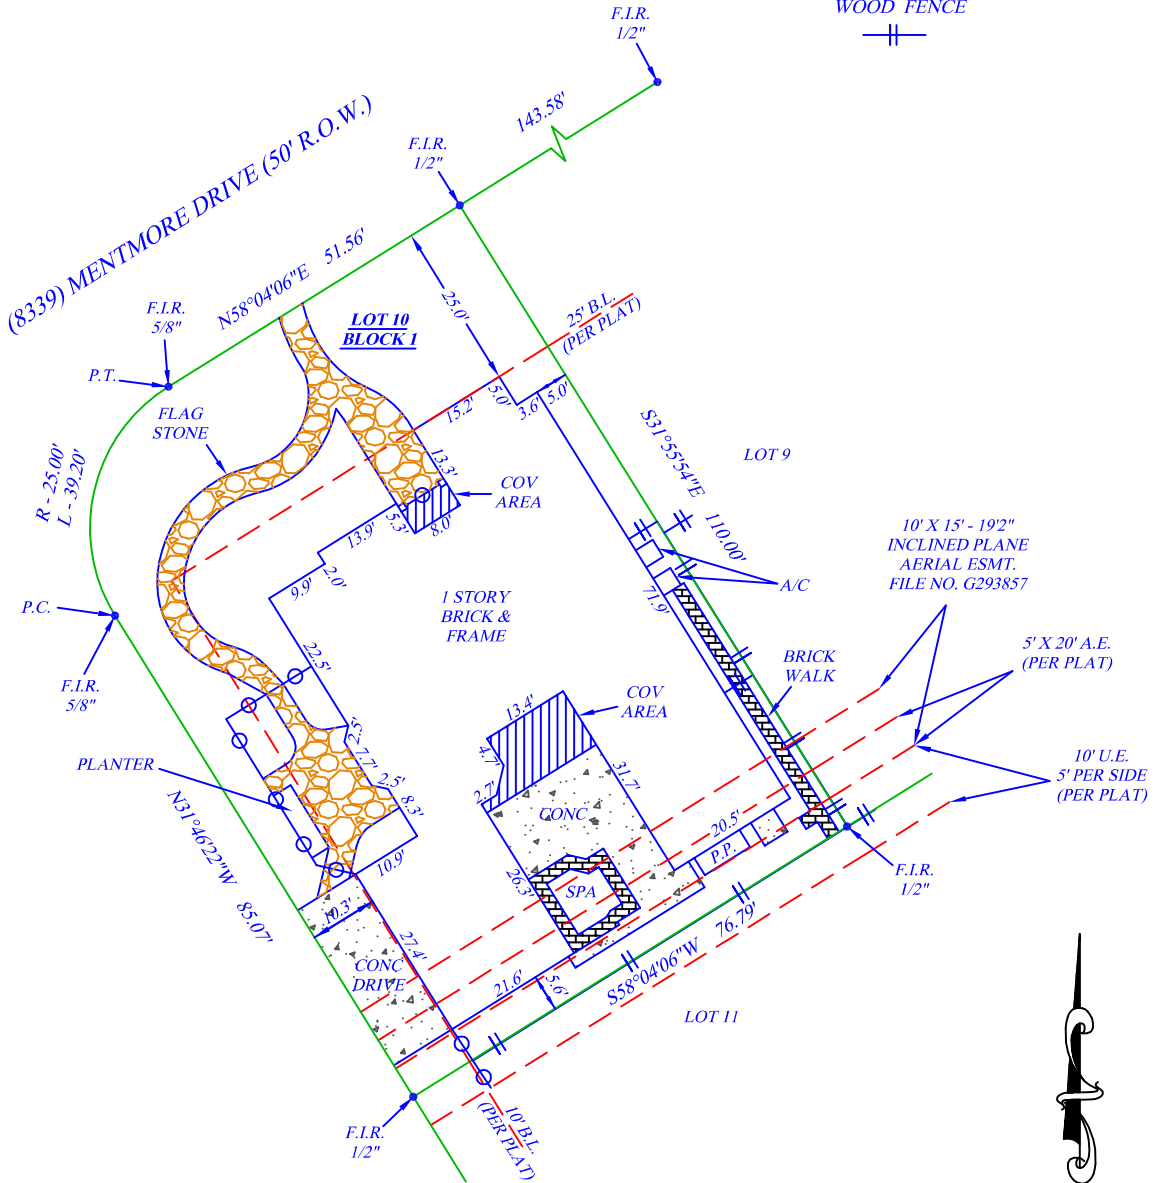 WOOD FENCE
F.I.R.
1/2"
143.58'
(8339) MENTMORE DRIVE (50' R.O.W.)
F.I.R.
1/2"
51.56'
N58°04'06"E
F.I.R.
5/8"
LOT 10
BLOCK 1
25.0'
25' B.L.
(PER PLAT)
P.T.
FLAG
STONE
15.2'
5.0'
3.6'
5.0'
R - 25.00'
L - 39.20'
S31°55'54"E
110.00'
LOT 9
13.3'
COV
AREA
5.3'
8.0'
13.9'
2.0'
9.9'
10' X 15' - 19'2"
INCLINED PLANE
AERIAL ESMT.
FILE NO. G293857
A/C
71.9'
P.C.
1 STORY
BRICK &
FRAME
F.I.R.
5/8"
22.5'
BRICK
WALK
5' X 20' A.E.
(PER PLAT)
COV
AREA
13.4'
4.7'
2.7'
31.7'
2.5'
7.7'
2.5'
8.3'
PLANTER
10' U.E.
5' PER SIDE
(PER PLAT)
CONC
20.5'
P.P.
N31°46'22"W
85.07'
10.9'
26.3'
SPA
F.I.R.
1/2"
10.3'
27.4'
76.79'
S58°04'06"W
CONC
DRIVE
21.6'
5.6'
LOT 11
F.I.R.
1/2"
10' B.L.
(PER PLAT)